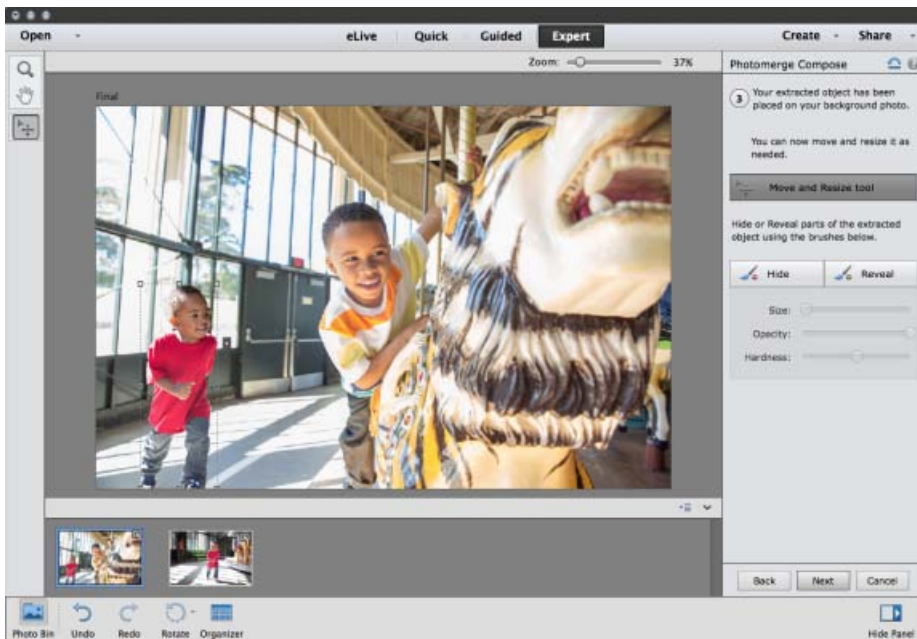 Open
eLive Quick Guided Expert
Create Share
Zoom: 37%
Photomerge Compose
Final
3 Your extracted object has been
placed on your background photo.
You can now move and resize it as
needed.
Move and Resize tool
Hide or Reveal parts of the extracted
object using the brushes below.
Hide Reveal
Size:
Opacity:
Hardness:
Back Next Cancel
Photo Bin Undo Redo Rotate Organizer Hide Panel